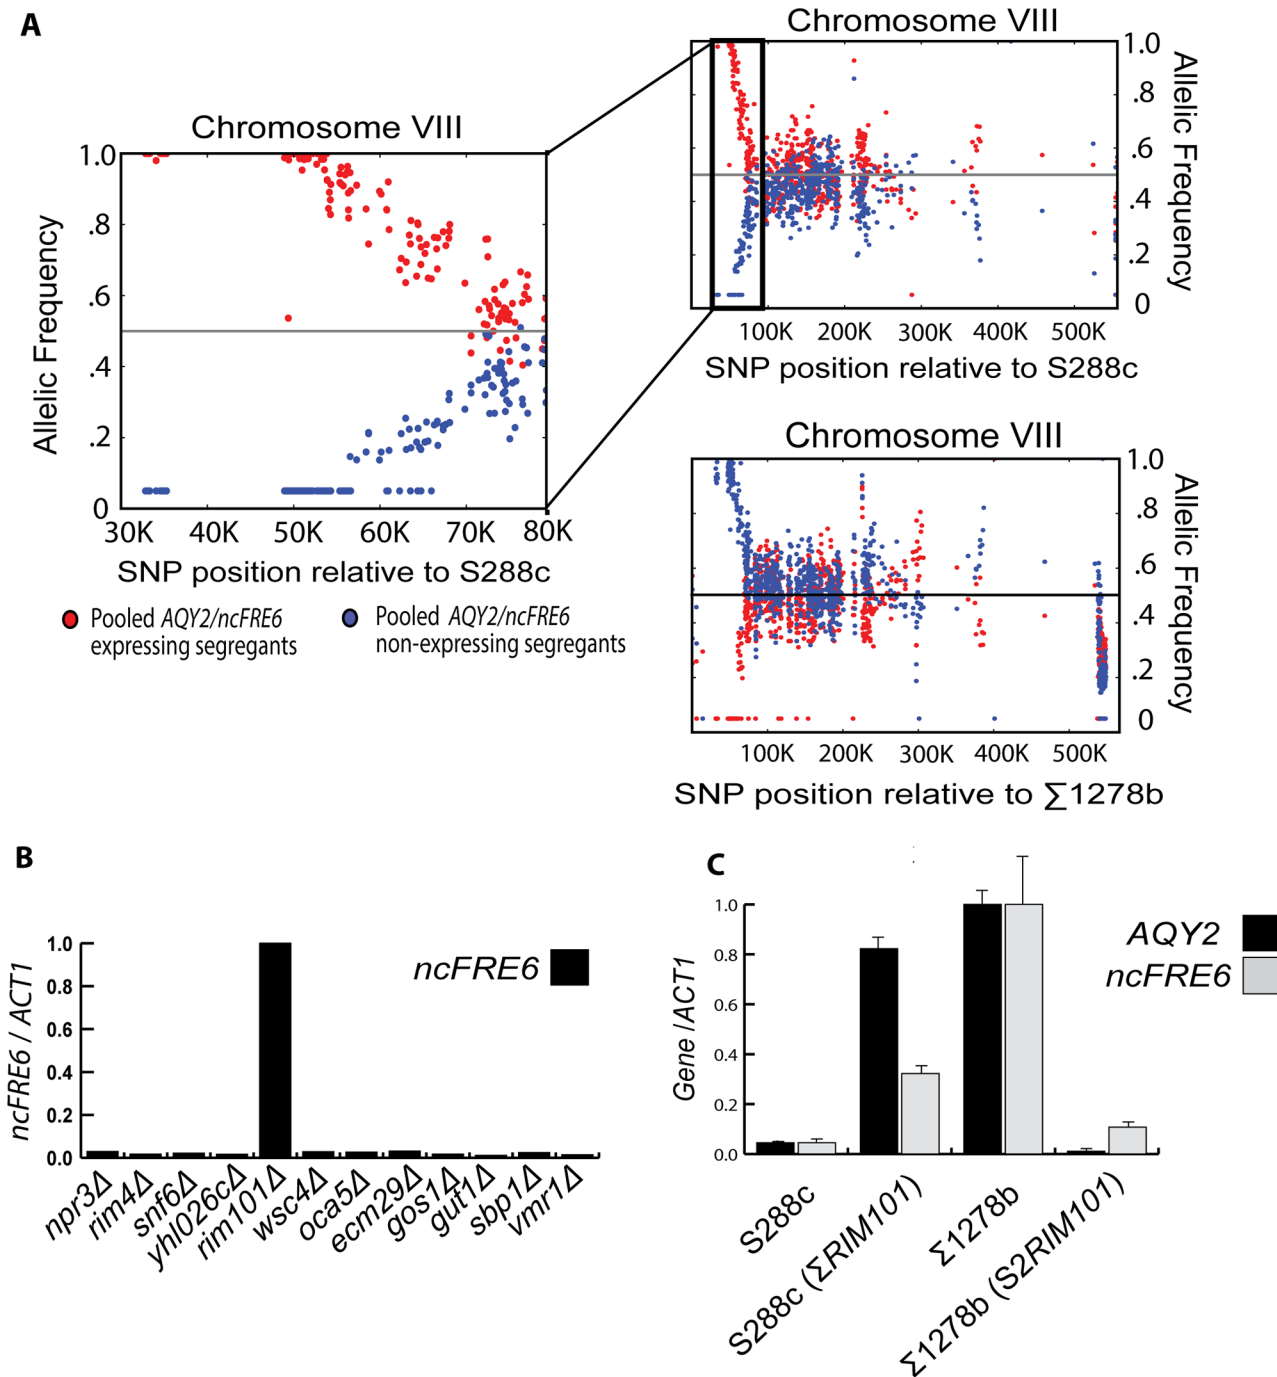 A
Chromosome VIII
1.0
.8
.6
.4
.2
0
Allelic Frequency
30K 40K 50K 60K 70K 80K
SNP position relative to S288c
Pooled AQY2/ncFRE6
expressing segregants
Pooled AQY2/ncFRE6
non-expressing segregants
Chromosome VIII
1.0
.8
.6
.4
.2
0
Allelic Frequency
100K 200K 300K 400K 500K
SNP position relative to S288c
Chromosome VIII
1.0
.8
.6
.4
.2
0
Allelic Frequency
100K 200K 300K 400K 500K
SNP position relative to ∑1278b
B
ncFRE6 / ACT1
1.0
0.8
0.6
0.4
0.2
0.0
ncFRE6
npr3Δ
rim4Δ
snf6Δ
yhl026cΔ
rim101Δ
wsc4Δ
oca5Δ
ecm29Δ
gos1Δ
gut1Δ
sbp1Δ
vmr1Δ
C
Gene /ACT1
1.0
0.8
0.6
0.4
0.2
0.0
AQY2
ncFRE6
S288c
S288c (ΣRIM101)
Σ1278b
Σ1278b (S2RIM101)